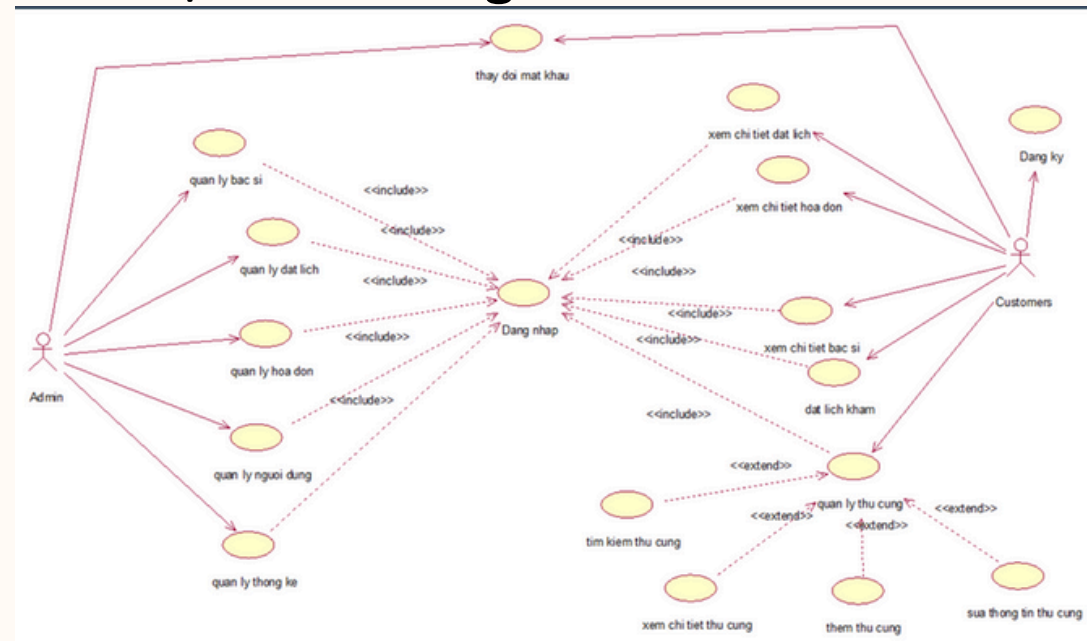 thay doi mat khau
xem chi tiet dat lich
Dang ky
quan ly bac si
<<include>>
xem chi tiet hoa don
<<include>>
<<include>>
quan ly dat lich
<<include>>
<<include>>
Customers
<<include>>
Dang nhap
<<include>>
<<include>>
xem chi tiet bac si
quan ly hoa don
Admin
<<include>>
dat lich kham
<<include>>
quan ly nguoi dung
<<extend>>
quan ly thu cung
<<extend>>
<<extend>>
<<extend>>
tim kiem thu cung
quan ly thong ke
xem chi tiet thu cung
them thu cung
sua thong tin thu cung